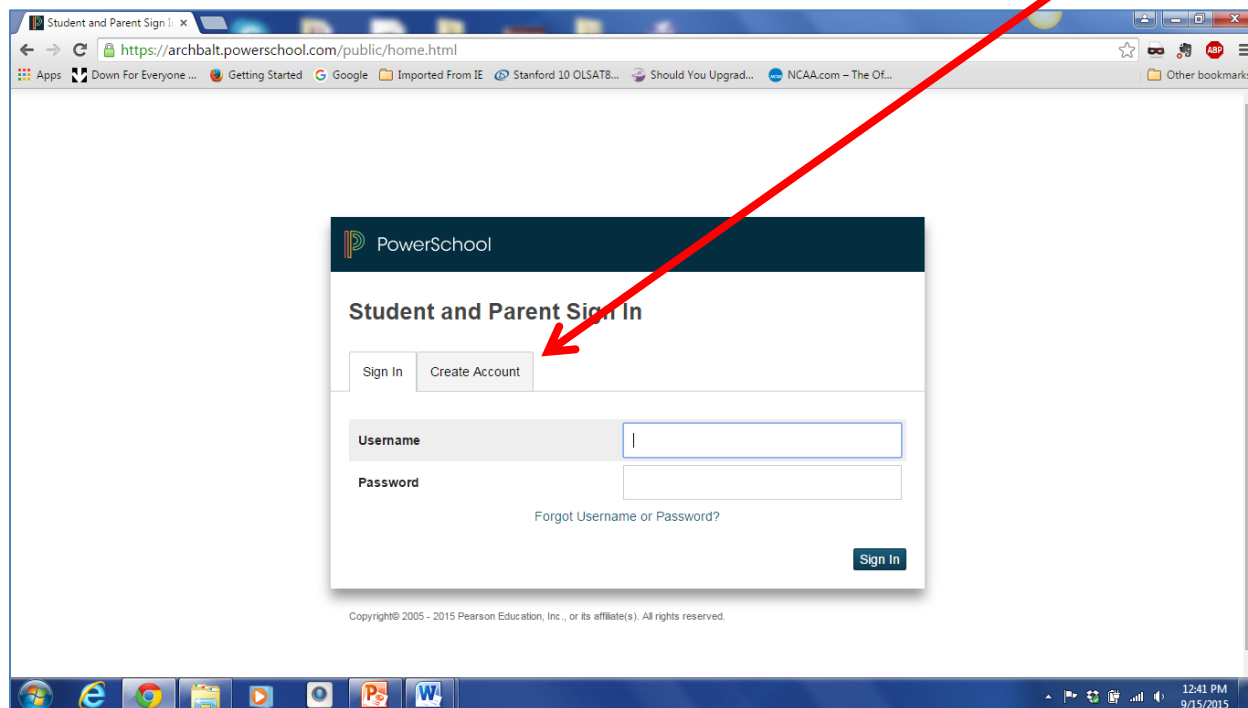 Student and Parent Sign I
https://archbalt.powerschool.com/public/home.html
ABP
Apps Down For Everyone ... Getting Started Google Imported From IE Stanford 10 OLSAT8... Should You Upgrad... NCAA.com – The Of... Other bookmarks
PowerSchool
Student and Parent Sign In
Sign In Create Account
Username
Password
Forgot Username or Password?
Sign In
Copyright© 2005 - 2015 Pearson Education, Inc., or its affiliate(s). All rights reserved.
12:41 PM
9/15/2015